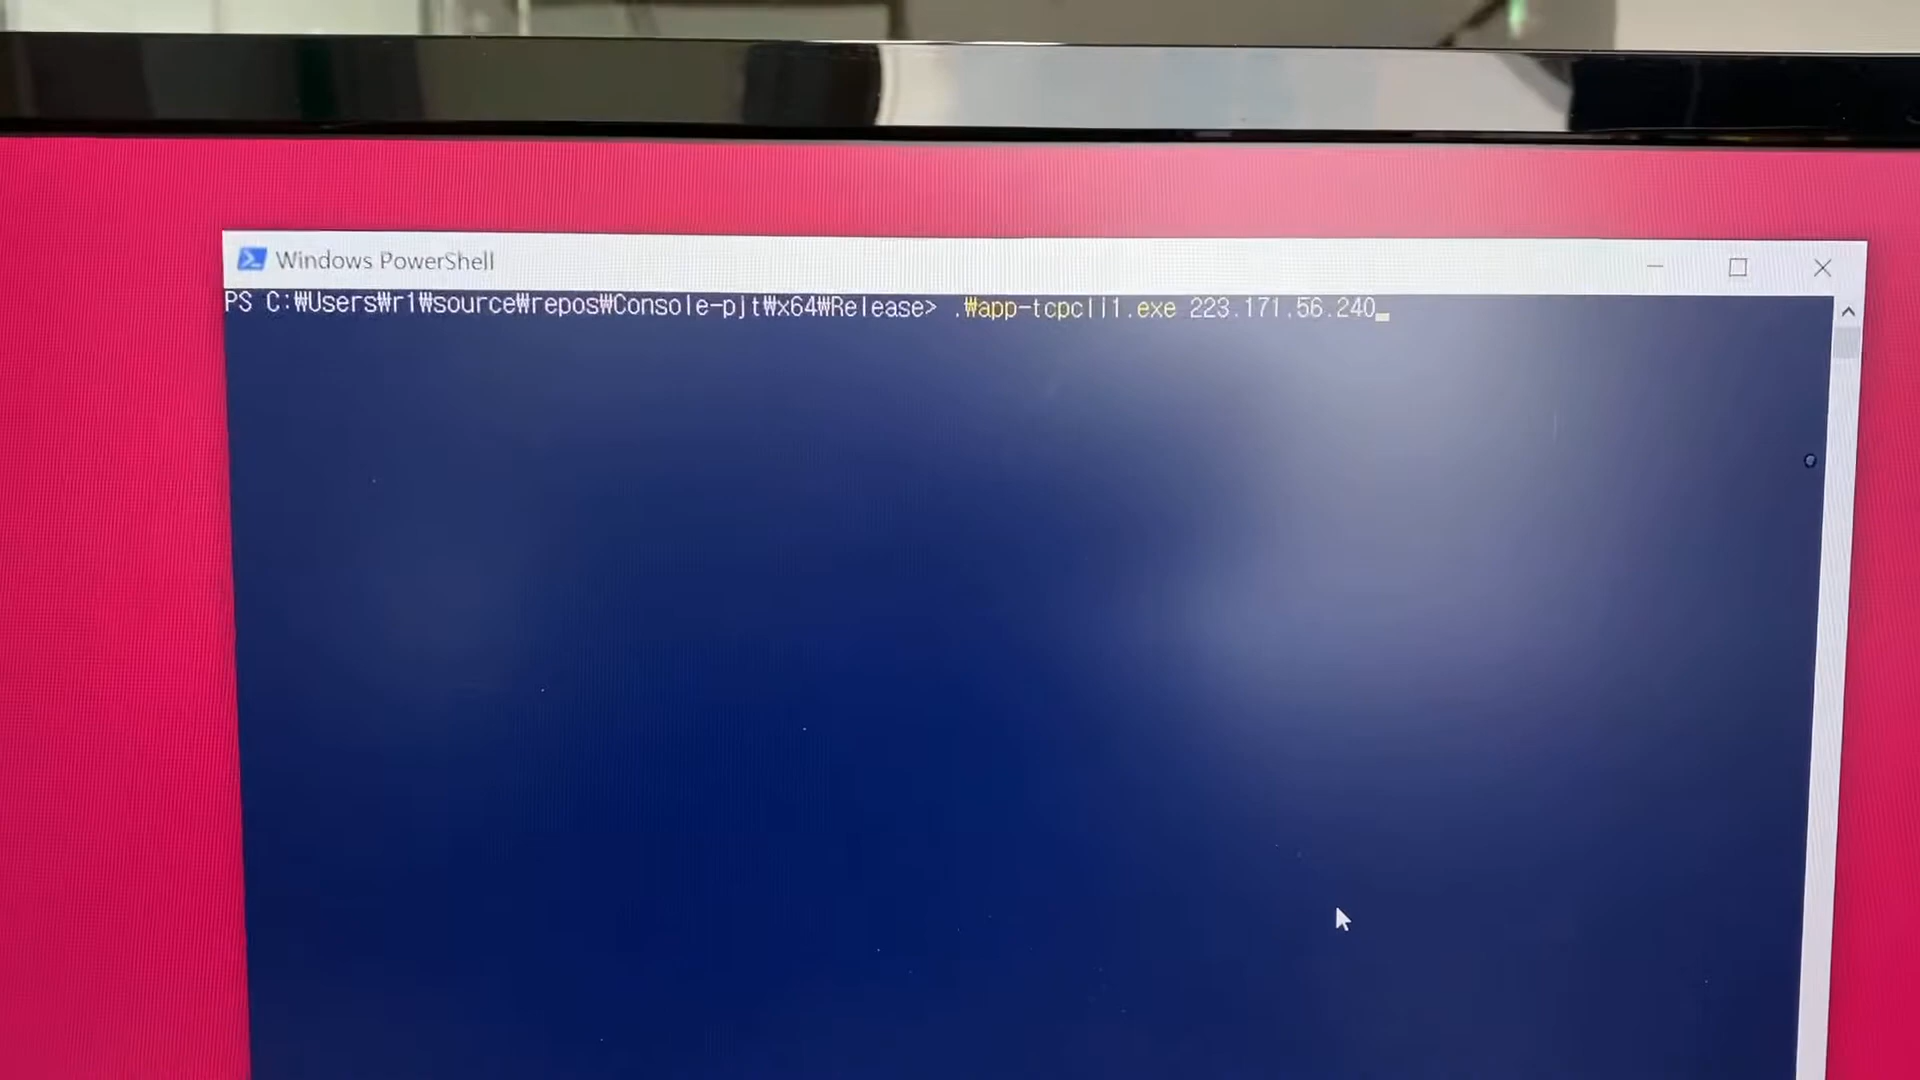 Windows PowerShell
PS C:₩Users₩r1₩source₩repos₩Console-pjt₩x64₩Release> .₩app-tcpcli1.exe 223.171.56.240